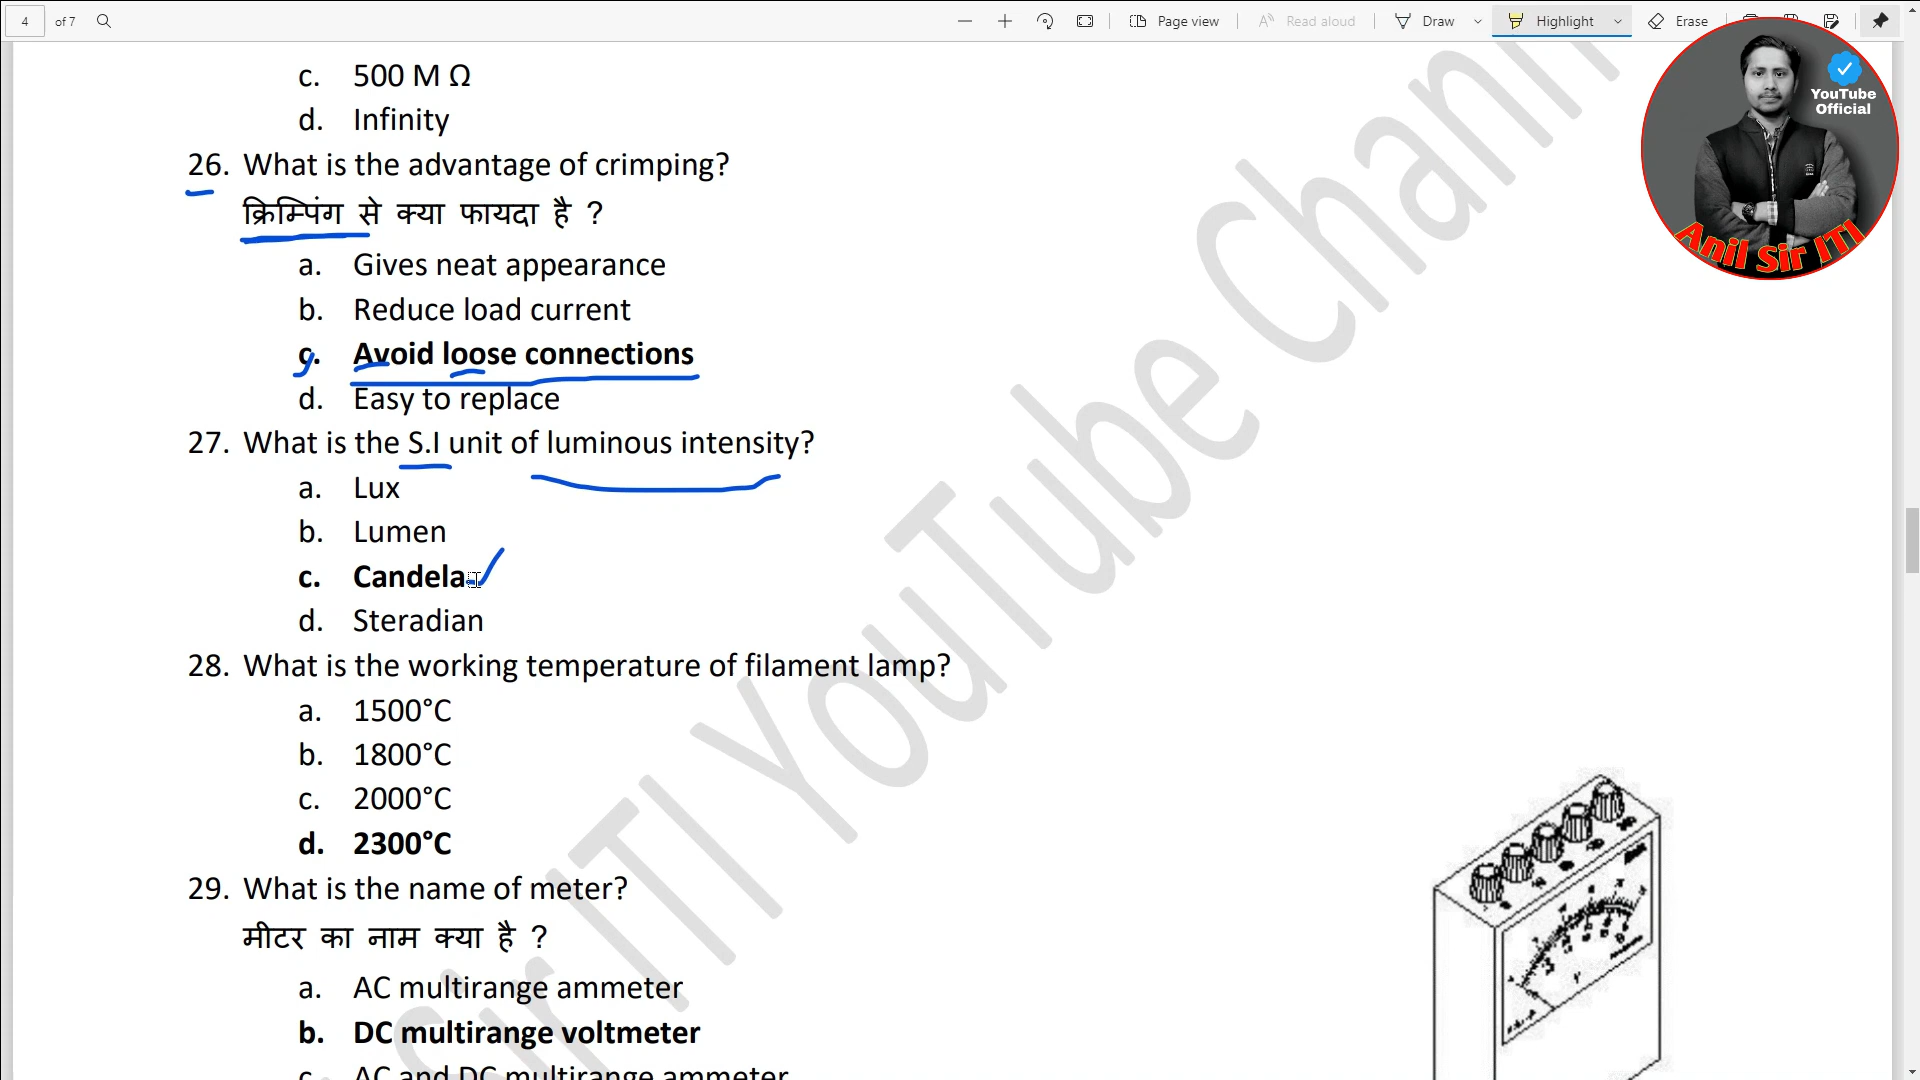 4 of 7 Page view Read aloud Draw Highlight Erase
YouTube
Official
Anil Sir ITI
c. 500 M Ω
d. Infinity
26. What is the advantage of crimping?
क्रिम्पिंग से क्या फायदा है ?
a. Gives neat appearance
b. Reduce load current
c. Avoid loose connections
d. Easy to replace
27. What is the S.I unit of luminous intensity?
a. Lux
b. Lumen
c. Candela
d. Steradian
28. What is the working temperature of filament lamp?
a. 1500°C
b. 1800°C
c. 2000°C
d. 2300°C
29. What is the name of meter?
मीटर का नाम क्या है ?
a. AC multirange ammeter
b. DC multirange voltmeter
c. AC and DC multirange ammeter
Sir ITI YouTube Chann